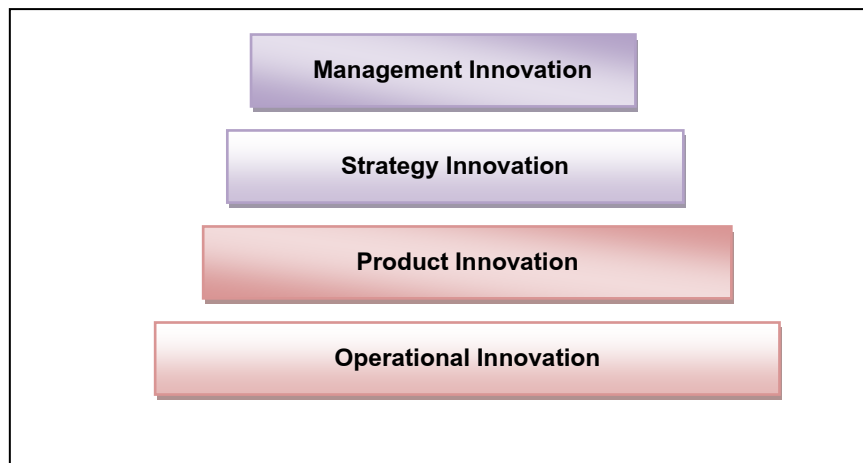 Management Innovation
Strategy Innovation
Product Innovation
Operational Innovation